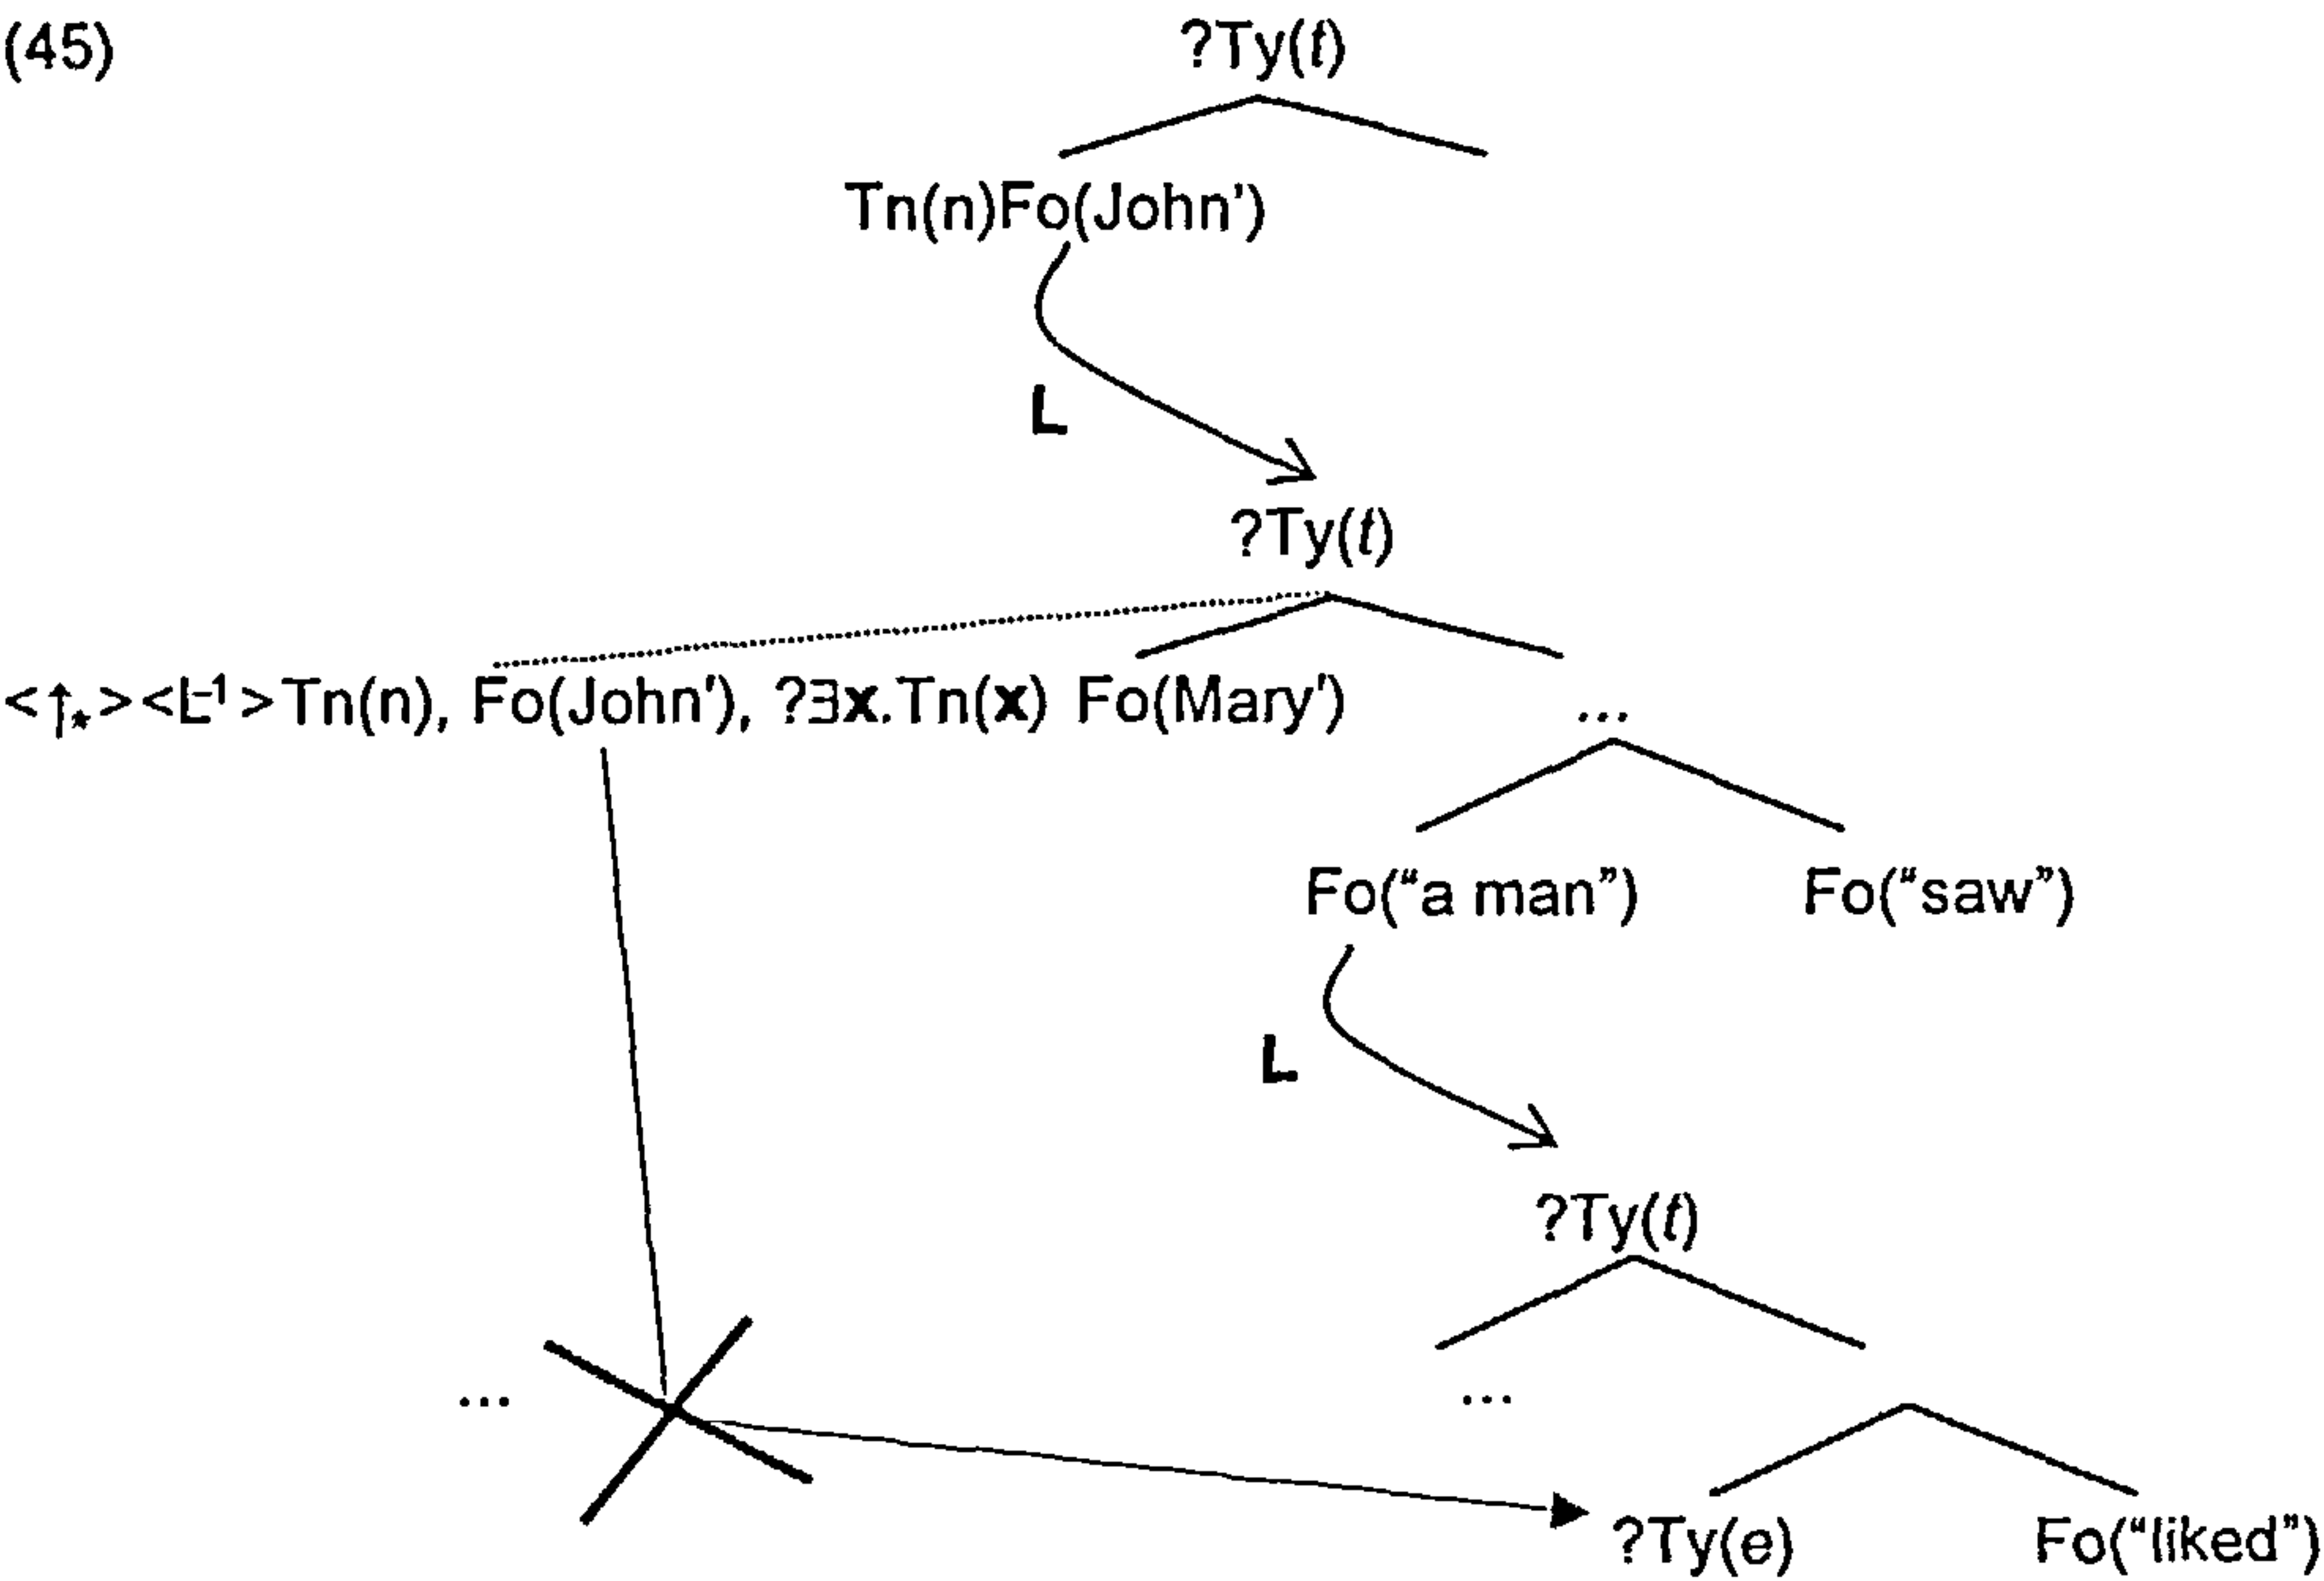 (45)
?Ty(t)
Tn(n)Fo(John')
L
?Ty(t)
<↑⋆><L⁻¹>Tn(n), Fo(John'), ?∃x.Tn(x) Fo(Mary')
...
Fo(“a man”) Fo(“saw”)
L
?Ty(t)
... ...
?Ty(e) Fo(“liked”)